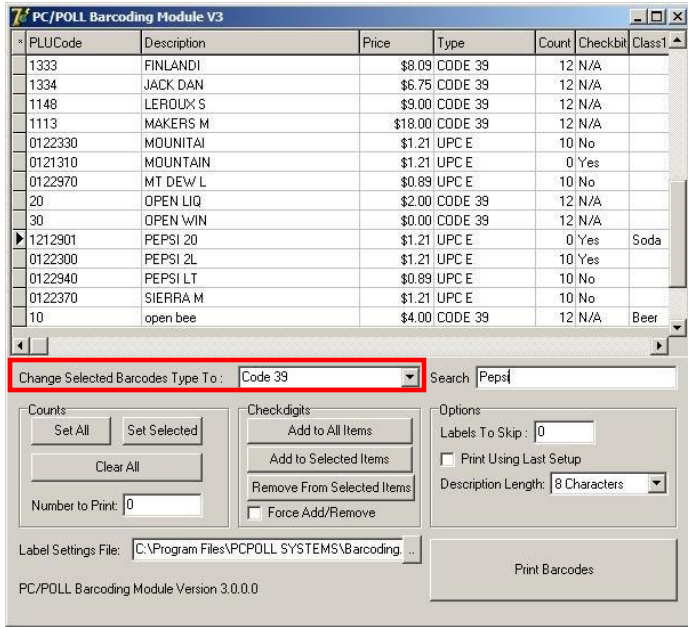 PC/POLL Barcoding Module V3
* PLUCode Description Price Type Count Checkbit Class1
1333 FINLANDI $8.09 CODE 39 12 N/A
1334 JACK DAN $6.75 CODE 39 12 N/A
1148 LEROUX S $9.00 CODE 39 12 N/A
1113 MAKERS M $18.00 CODE 39 12 N/A
0122330 MOUNITAI $1.21 UPC E 10 No
0121310 MOUNTAIN $1.21 UPC E 0 Yes
0122970 MT DEW L $0.89 UPC E 10 No
20 OPEN LIQ $2.00 CODE 39 12 N/A
30 OPEN WIN $0.00 CODE 39 12 N/A
1212901 PEPSI 20 $1.21 UPC E 0 Yes Soda
0122300 PEPSI 2L $1.21 UPC E 10 Yes
0122940 PEPSI LT $0.89 UPC E 10 No
0122370 SIERRA M $1.21 UPC E 10 No
10 open bee $4.00 CODE 39 12 N/A Beer
Change Selected Barcodes Type To : Code 39 Search Pepsi
Counts Checkdigits Options
Set All Set Selected Add to All Items Labels To Skip : 0
Clear All Add to Selected Items Print Using Last Setup
Remove From Selected Items Description Length: 8 Characters
Number to Print: 0 Force Add/Remove
Label Settings File: C:\Program Files\PCPOLL SYSTEMS\Barcoding. ..
Print Barcodes
PC/POLL Barcoding Module Version 3.0.0.0